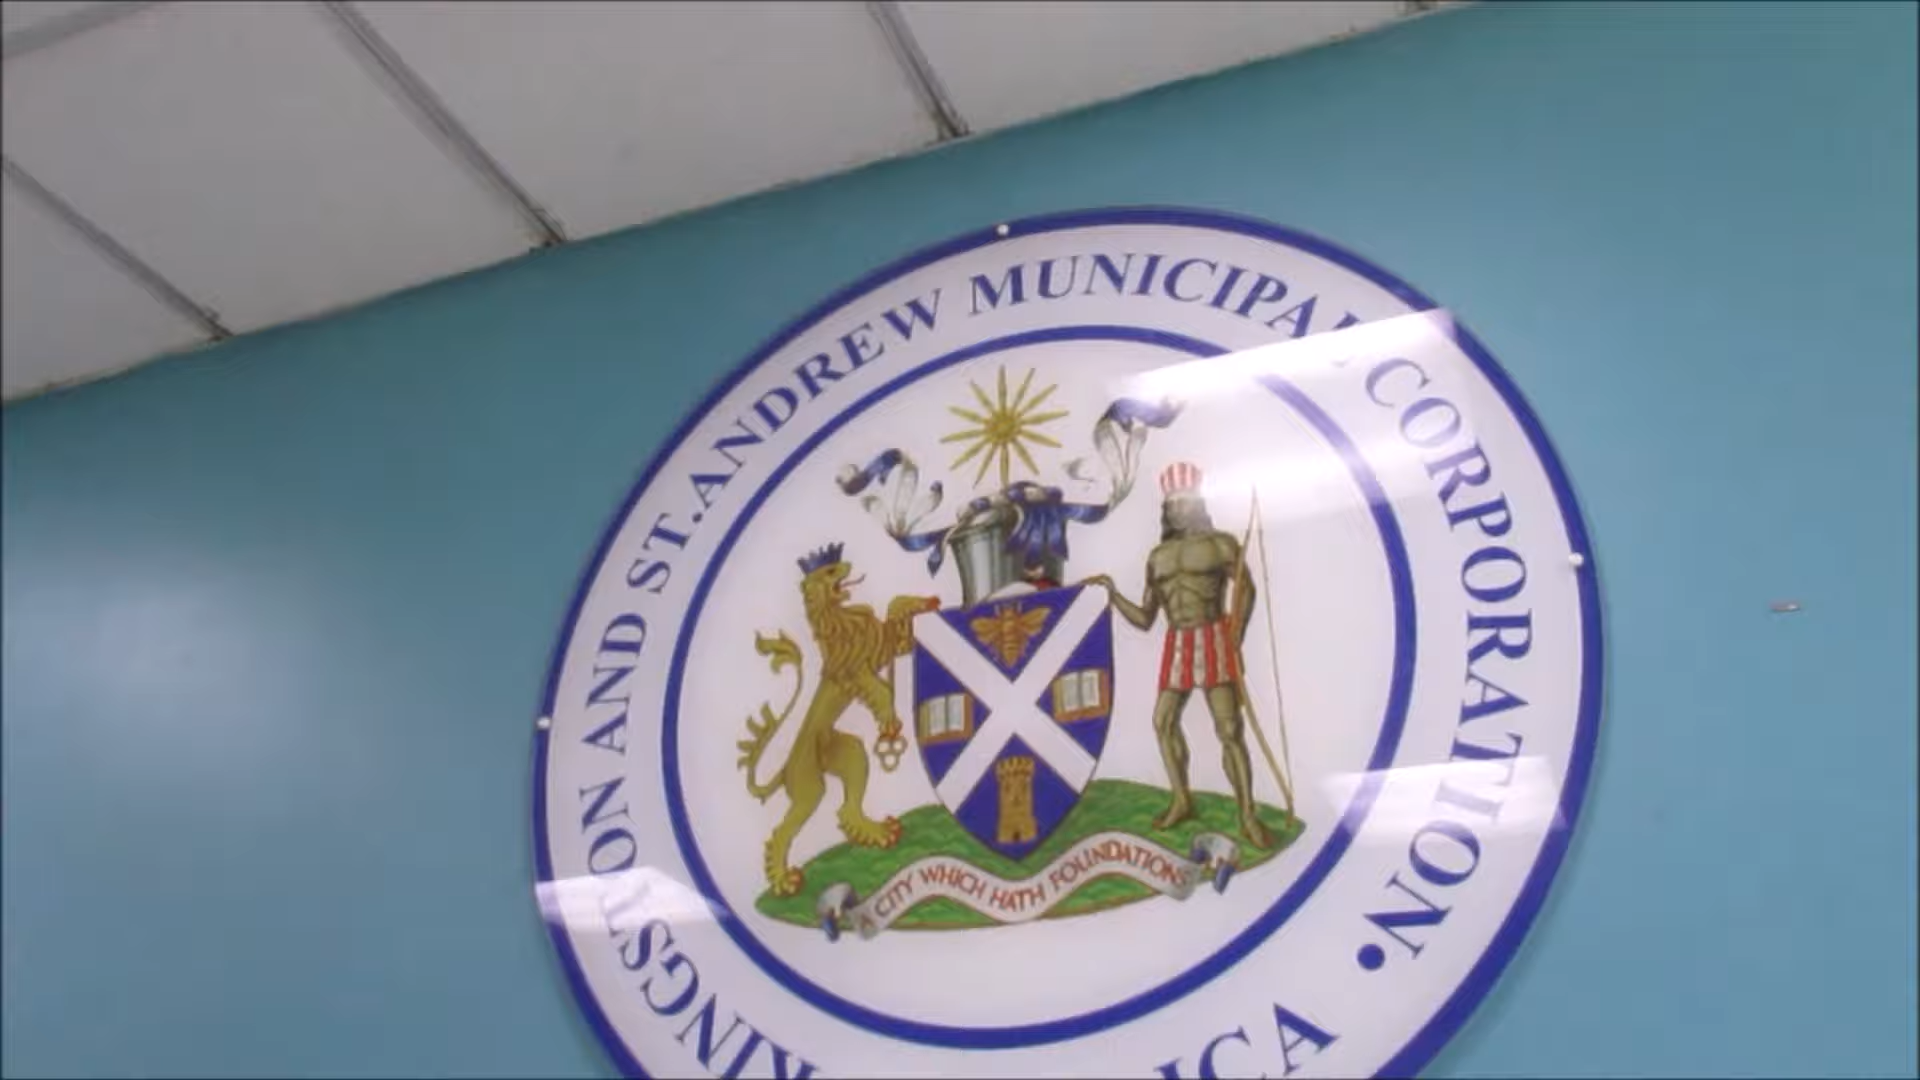 KINGSTON AND ST.ANDREW MUNICIPAL CORPORATION.
A CITY WHICH HATH FOUNDATIONS